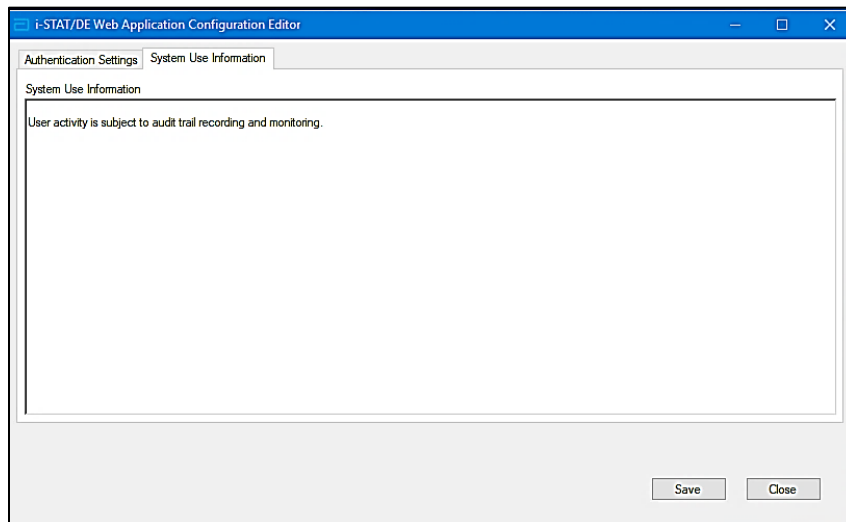 i-STAT/DE Web Application Configuration Editor
Authentication Settings System Use Information
System Use Information
User activity is subject to audit trail recording and monitoring.
Save Close